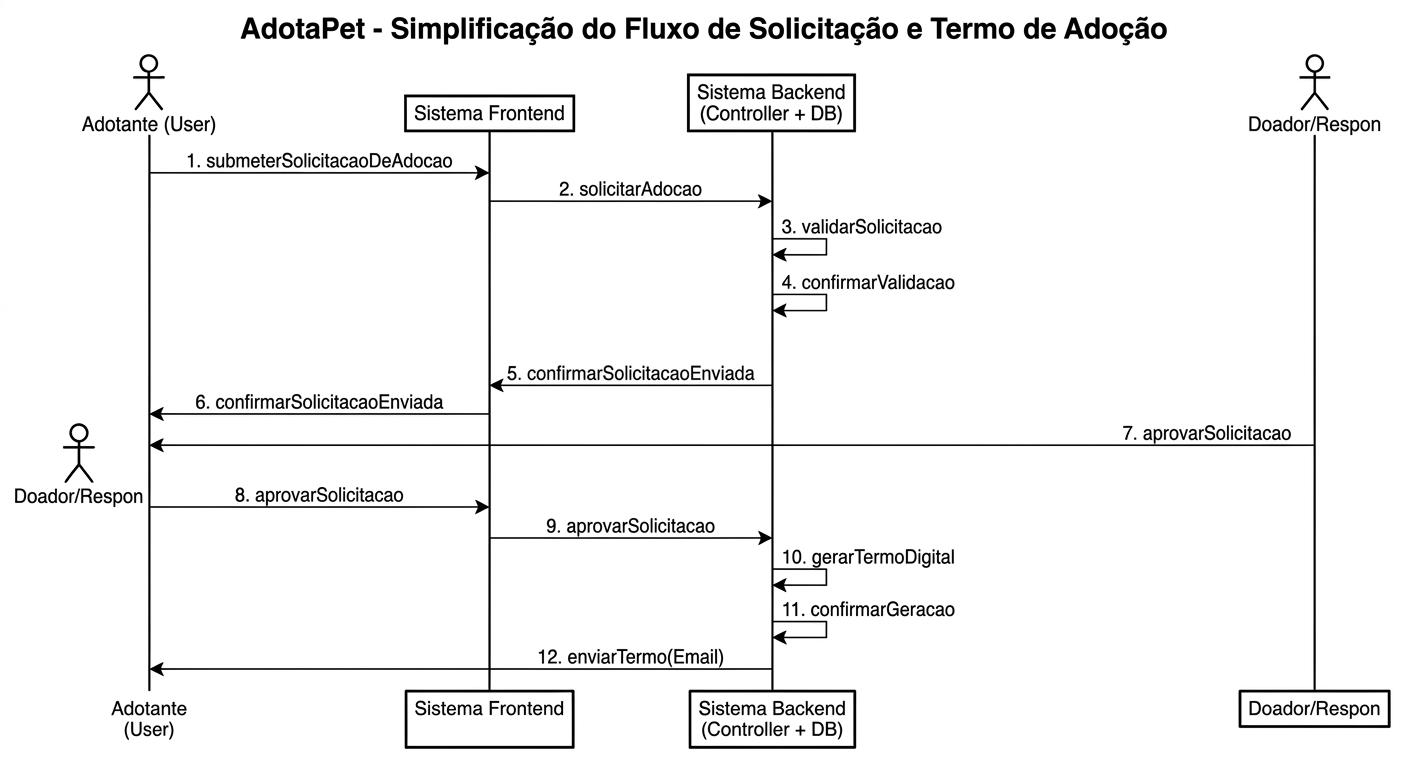 AdotaPet - Simplificação do Fluxo de Solicitação e Termo de Adoção
Adotante (User)
Sistema Frontend
Sistema Backend
(Controller + DB)
Doador/Respon
1. submeterSolicitacaoDeAdocao
2. solicitarAdocao
3. validarSolicitacao
4. confirmarValidacao
5. confirmarSolicitacaoEnviada
6. confirmarSolicitacaoEnviada
7. aprovarSolicitacao
Doador/Respon
8. aprovarSolicitacao
9. aprovarSolicitacao
10. gerarTermoDigital
11. confirmarGeracao
12. enviarTermo(Email)
Adotante
(User)
Sistema Frontend
Sistema Backend
(Controller + DB)
Doador/Respon